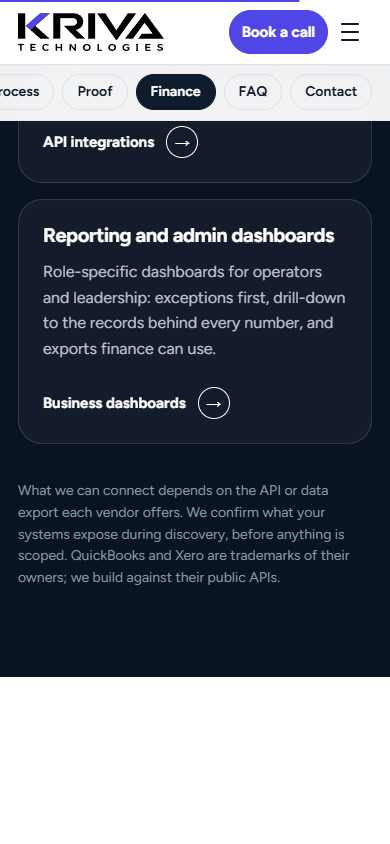 KRIVA
TECHNOLOGIES
Book a call
rocess
Proof
Finance
FAQ
Contact
API integrations →
Reporting and admin dashboards
Role-specific dashboards for operators
and leadership: exceptions first, drill-down
to the records behind every number, and
exports finance can use.
Business dashboards →
What we can connect depends on the API or data
export each vendor offers. We confirm what your
systems expose during discovery, before anything is
scoped. QuickBooks and Xero are trademarks of their
owners; we build against their public APIs.